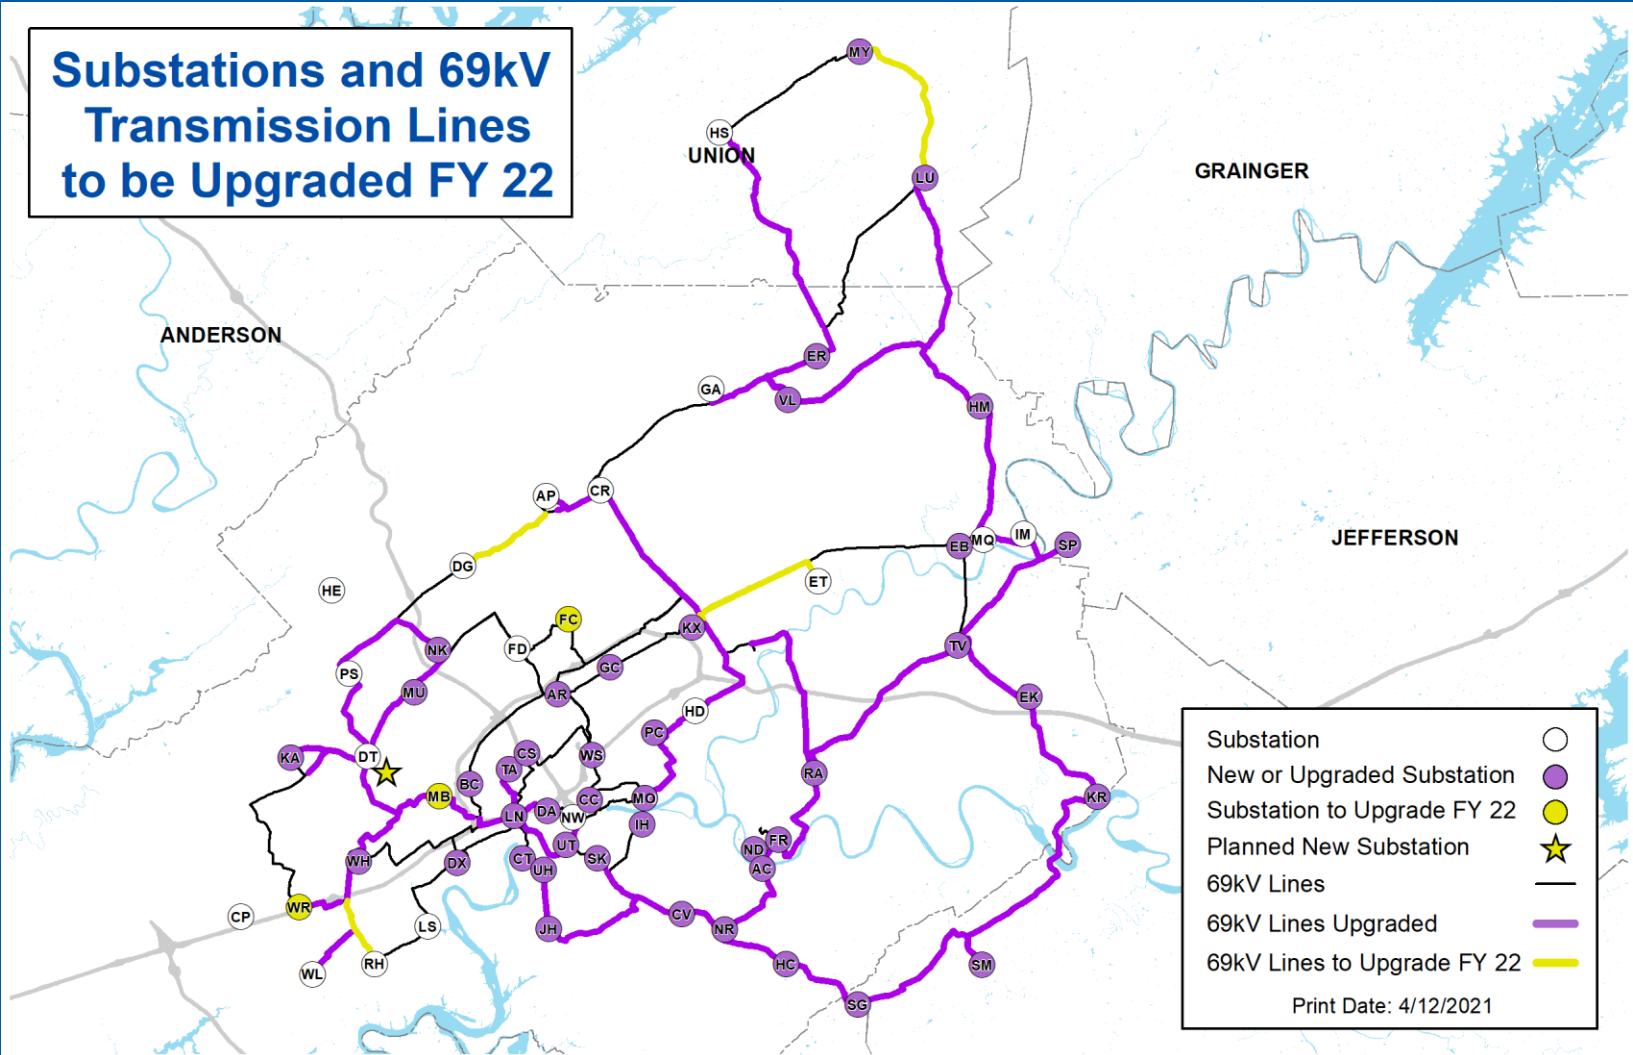 Substations and 69kV
Transmission Lines
to be Upgraded FY 22
MY
HS
UNION
GRAINGER
LU
ANDERSON
ER
GA
VL
HM
AP
CR
JEFFERSON
EB
MQ
IM
SP
DG
ET
HE
FC
KX
NK
FD
TV
PS
GC
MU
AR
EK
HD
PC
KA
DT
CS
WS
TA
RA
BC
MB
CC
MO
KR
LN
DA
NW
IH
UT
FR
ND
WH
DX
CT
UH
SK
AC
WR
CP
LS
CV
JH
NR
RH
WL
HC
SM
SG
Substation
New or Upgraded Substation
Substation to Upgrade FY 22
Planned New Substation
69kV Lines
69kV Lines Upgraded
69kV Lines to Upgrade FY 22
Print Date: 4/12/2021